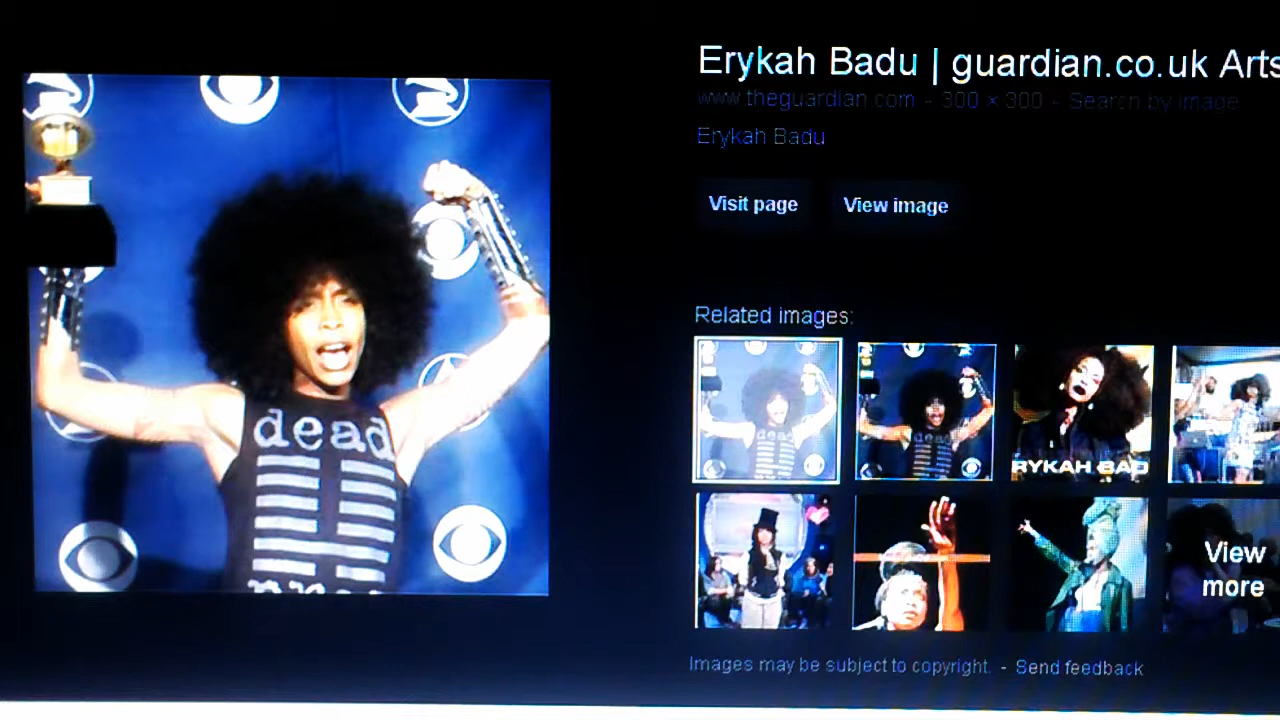 Erykah Badu | guardian.co.uk Arts
www.theguardian.com - 300 × 300 - Search by image
Erykah Badu
Visit page
View image
dead
Related images:
RYKAH BAD
View
more
Images may be subject to copyright. - Send feedback